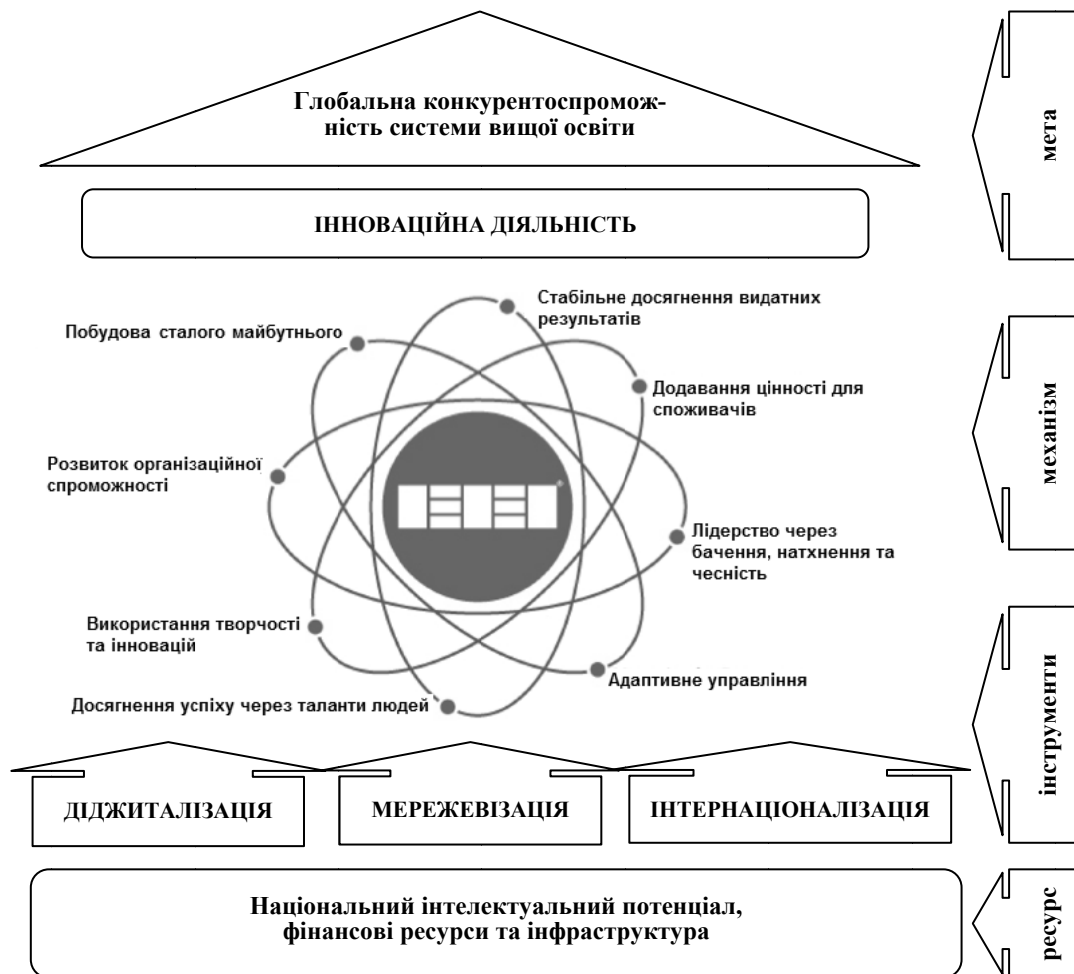 Глобальна конкурентоспромож-
ність системи вищої освіти
мета
ІННОВАЦІЙНА ДІЯЛЬНІСТЬ
Стабільне досягнення видатних
результатів
Побудова сталого майбутнього
Додавання цінності для
споживачів
механізм
Розвиток організаційної
спроможності
Лідерство через
бачення, натхнення та
чесність
Використання творчості
та інновацій
Адаптивне управління
Досягнення успіху через таланти людей
інструменти
ДІДЖИТАЛІЗАЦІЯ
МЕРЕЖЕВІЗАЦІЯ
ІНТЕРНАЦІОНАЛІЗАЦІЯ
Національний інтелектуальний потенціал,
фінансові ресурси та інфраструктура
ресурс